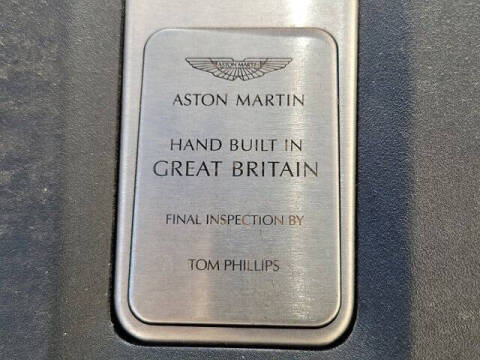 ASTON MARTIN
ASTON MARTIN
HAND BUILT IN
GREAT BRITAIN
FINAL INSPECTION BY
TOM PHILLIPS